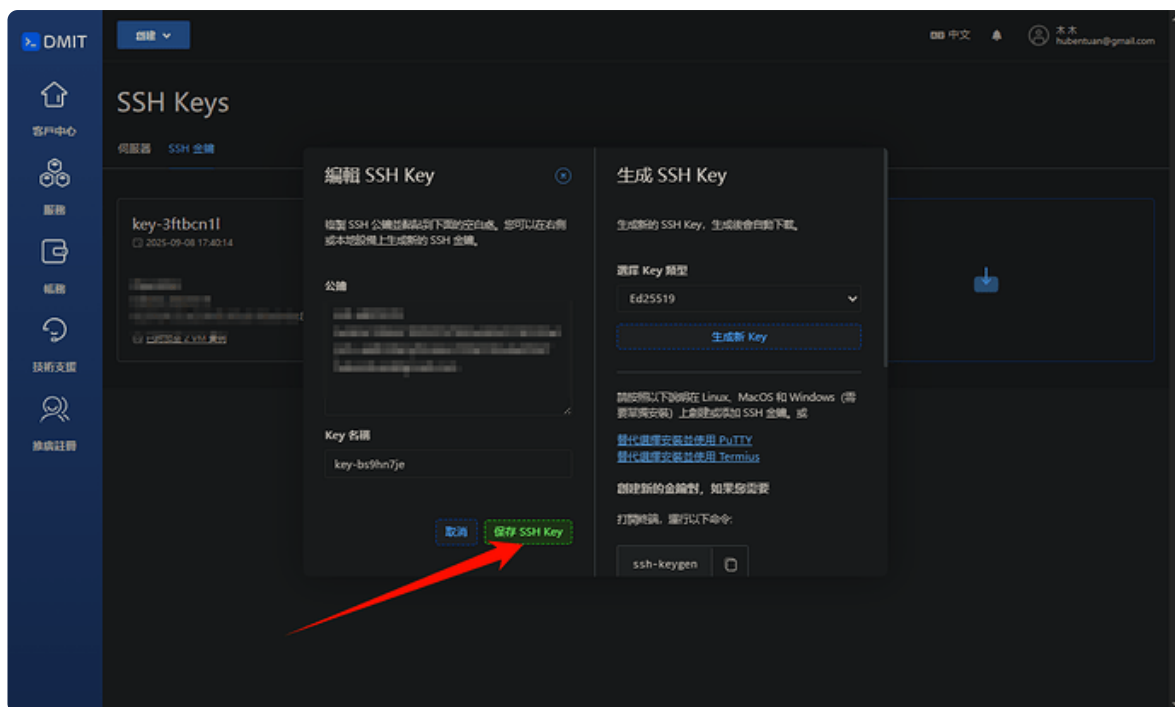 DMIT
創建
中文
木木
hubentuan@gmail.com
客戶中心
服務
帳務
技術支援
推廣註冊
SSH Keys
伺服器
SSH 金鑰
key-3ftbcn1l
2025-09-08 17:40:14
編輯 SSH Key
複製 SSH 公鑰並黏貼到下面的空白處。您可以在右側
或本地設備上生成新的 SSH 金鑰。
公鑰
Key 名稱
key-bs9hn7je
取消
保存 SSH Key
生成 SSH Key
生成新的 SSH Key，生成後會自動下載。
選擇 Key 類型
Ed25519
生成新 Key
請按照以下說明在 Linux、MacOS 和 Windows（需
要單獨安裝）上創建或添加 SSH 金鑰。或
替代選擇安裝並使用 PuTTY
替代選擇安裝並使用 Termius
創建新的金鑰對，如果您需要
打開終端，運行以下命令:
ssh-keygen